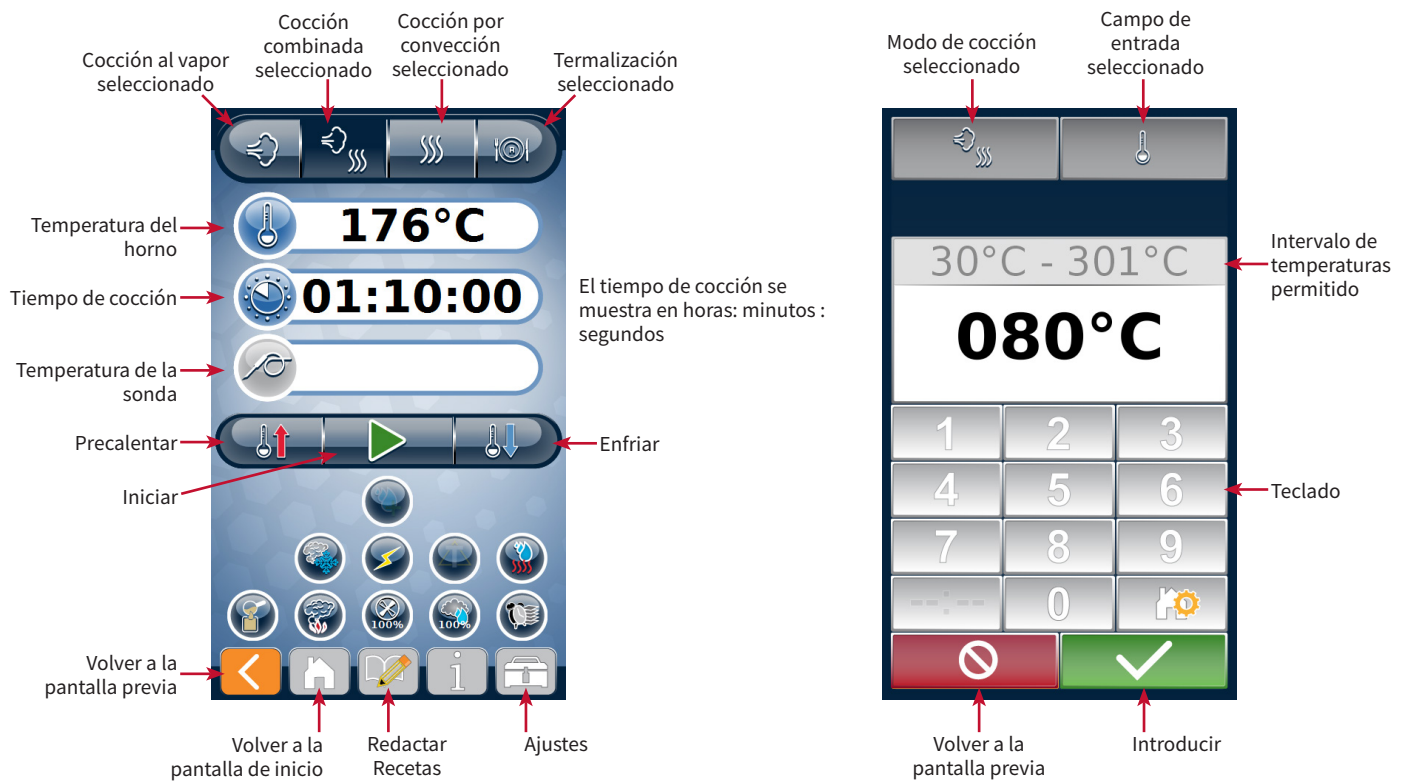 Cocción al vapor
seleccionado
Cocción
combinada
seleccionado
Cocción por
convección
seleccionado
Termalización
seleccionado
Temperatura del
horno
176°C
Tiempo de cocción
01:10:00
El tiempo de cocción se
muestra en horas: minutos :
segundos
Temperatura de la
sonda
Precalentar
Enfriar
Iniciar
100%
100%
Volver a la
pantalla previa
Volver a la
pantalla de inicio
Redactar
Recetas
Ajustes
Modo de cocción
seleccionado
Campo de
entrada
seleccionado
30°C - 301°C
Intervalo de
temperaturas
permitido
080°C
1 2 3
4 5 6
Teclado
7 8 9
--:-- 0
Volver a la
pantalla previa
Introducir